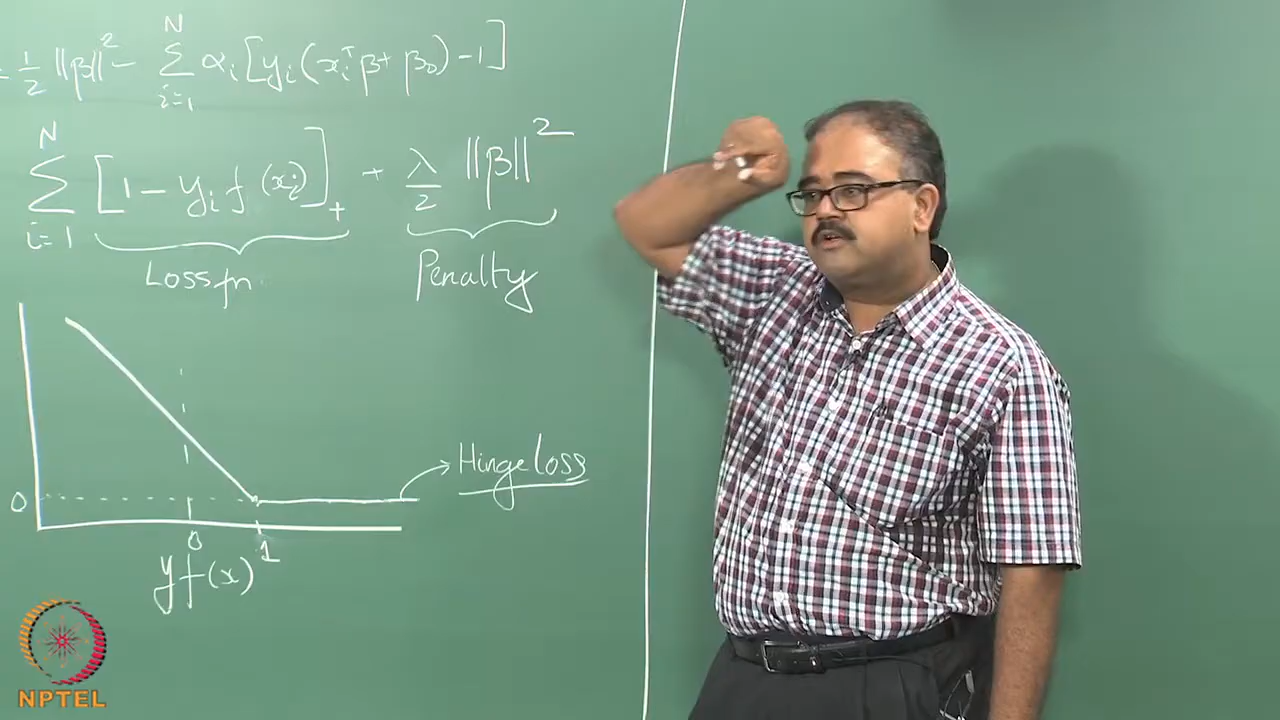 = 1/2 ||β||² - Σ_{i=1}^{N} αᵢ [yᵢ (xᵢᵀβ + β₀) - 1]
Σ_{i=1}^{N} [1 - yᵢ f(xᵢ)]₊ + λ/2 ||β||²
Loss fn. Penalty
Hinge loss
0
0 1
y f(x)
NPTEL